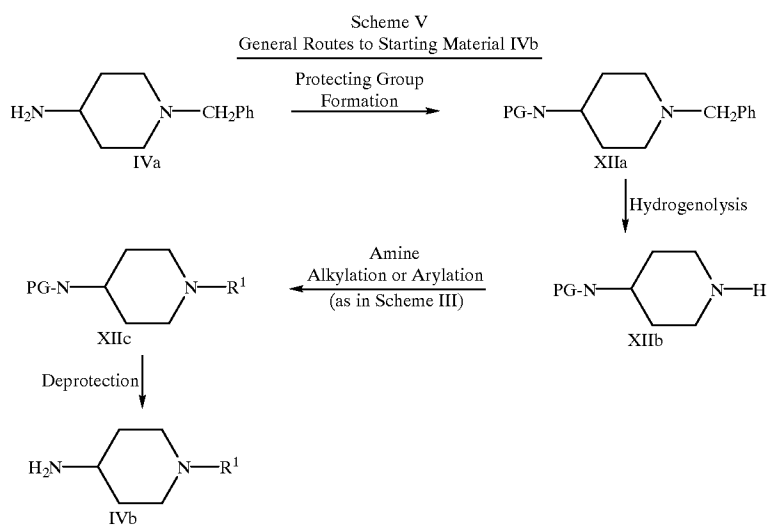 Scheme V
General Routes to Starting Material IVb
H₂N
N—CH₂Ph
IVa
Protecting Group
Formation
PG-N
N—CH₂Ph
XIIa
Hydrogenolysis
PG-N
N—R¹
XIIc
Amine
Alkylation or Arylation
(as in Scheme III)
PG-N
N—H
XIIb
Deprotection
H₂N
N—R¹
IVb